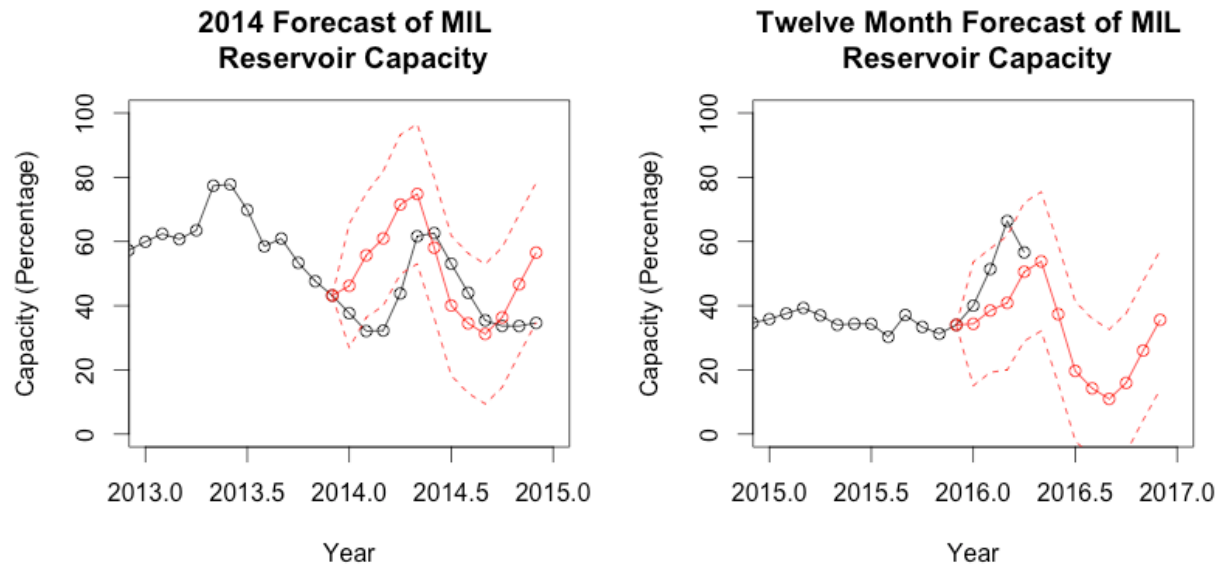 2014 Forecast of MIL
Reservoir Capacity
Capacity (Percentage)
100
80
60
40
20
0
2013.0 2013.5 2014.0 2014.5 2015.0
Year
Twelve Month Forecast of MIL
Reservoir Capacity
Capacity (Percentage)
100
80
60
40
20
0
2015.0 2015.5 2016.0 2016.5 2017.0
Year